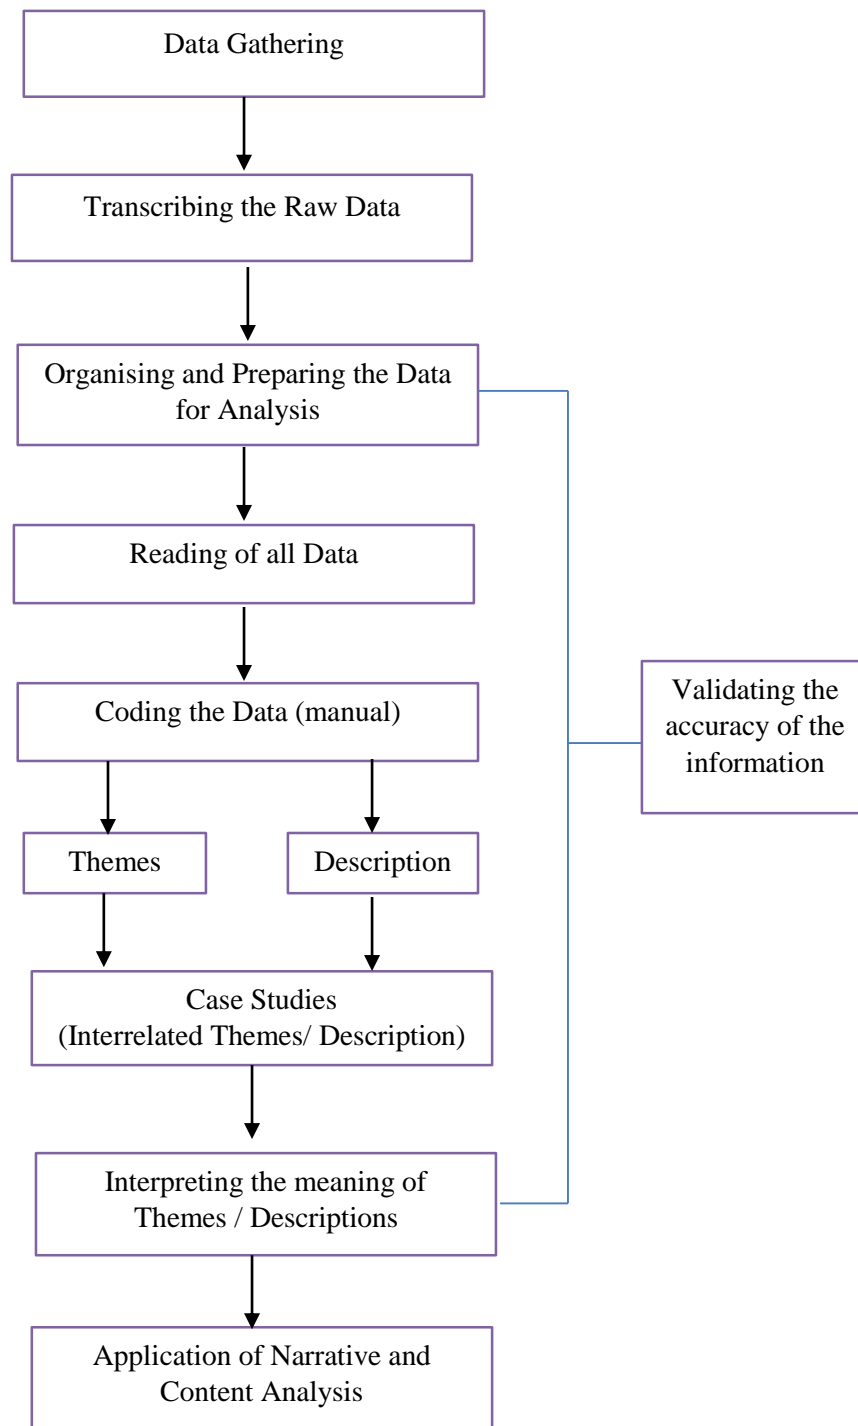 Data Gathering
Transcribing the Raw Data
Organising and Preparing the Data
for Analysis
Reading of all Data
Coding the Data (manual)
Validating the
accuracy of the
information
Themes
Description
Case Studies
(Interrelated Themes/ Description)
Interpreting the meaning of
Themes / Descriptions
Application of Narrative and
Content Analysis